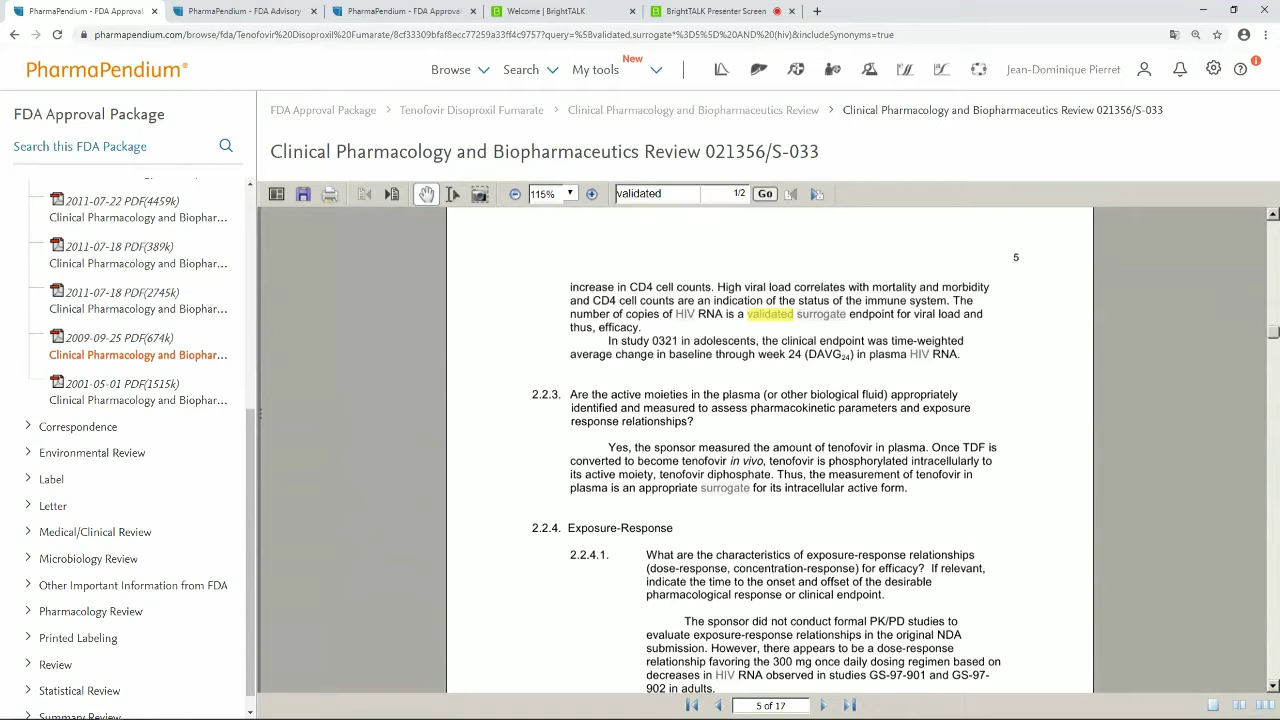 PharmaPendium - FDA Approval
PharmaPendium - FDA Advisory
PharmaPendium - FDA Approval
Welcome | BrightTALK
BrightTALK Presenter Screen
pharmapendium.com/browse/fda/Tenofovir%20Disoproxil%20Fumarate/8cf33309bfaf8ecc77259a33ff4c9757?query=%5Bvalidated,surrogate*%3D5%5D%20AND%20(hiv)&includeSynonyms=true
PharmaPendium®
Browse
Search
My tools
New
Jean-Dominique Pierret
FDA Approval Package
Search this FDA Package
FDA Approval Package > Tenofovir Disoproxil Fumarate > Clinical Pharmacology and Biopharmaceutics Review > Clinical Pharmacology and Biopharmaceutics Review 021356/S-033
Clinical Pharmacology and Biopharmaceutics Review 021356/S-033
115%
validated
1/2
Go
2011-07-22 PDF(4459k)
Clinical Pharmacology and Biophar...
2011-07-18 PDF(389k)
Clinical Pharmacology and Biophar...
2011-07-18 PDF(2745k)
Clinical Pharmacology and Biophar...
2009-09-25 PDF(674k)
Clinical Pharmacology and Biophar...
2001-05-01 PDF(1515k)
Clinical Pharmacology and Biophar...
Correspondence
Environmental Review
Label
Letter
Medical/Clinical Review
Microbiology Review
Other Important Information from FDA
Pharmacology Review
Printed Labeling
Review
Statistical Review
Summary Review
5
increase in CD4 cell counts. High viral load correlates with mortality and morbidity
and CD4 cell counts are an indication of the status of the immune system. The
number of copies of HIV RNA is a validated surrogate endpoint for viral load and
thus, efficacy.
In study 0321 in adolescents, the clinical endpoint was time-weighted
average change in baseline through week 24 (DAVG24) in plasma HIV RNA.
2.2.3. Are the active moieties in the plasma (or other biological fluid) appropriately
identified and measured to assess pharmacokinetic parameters and exposure
response relationships?
Yes, the sponsor measured the amount of tenofovir in plasma. Once TDF is
converted to become tenofovir in vivo, tenofovir is phosphorylated intracellularly to
its active moiety, tenofovir diphosphate. Thus, the measurement of tenofovir in
plasma is an appropriate surrogate for its intracellular active form.
2.2.4. Exposure-Response
2.2.4.1. What are the characteristics of exposure-response relationships
(dose-response, concentration-response) for efficacy? If relevant,
indicate the time to the onset and offset of the desirable
pharmacological response or clinical endpoint.
The sponsor did not conduct formal PK/PD studies to
evaluate exposure-response relationships in the original NDA
submission. However, there appears to be a dose-response
relationship favoring the 300 mg once daily dosing regimen based on
decreases in HIV RNA observed in studies GS-97-901 and GS-97-
902 in adults.
5 of 17